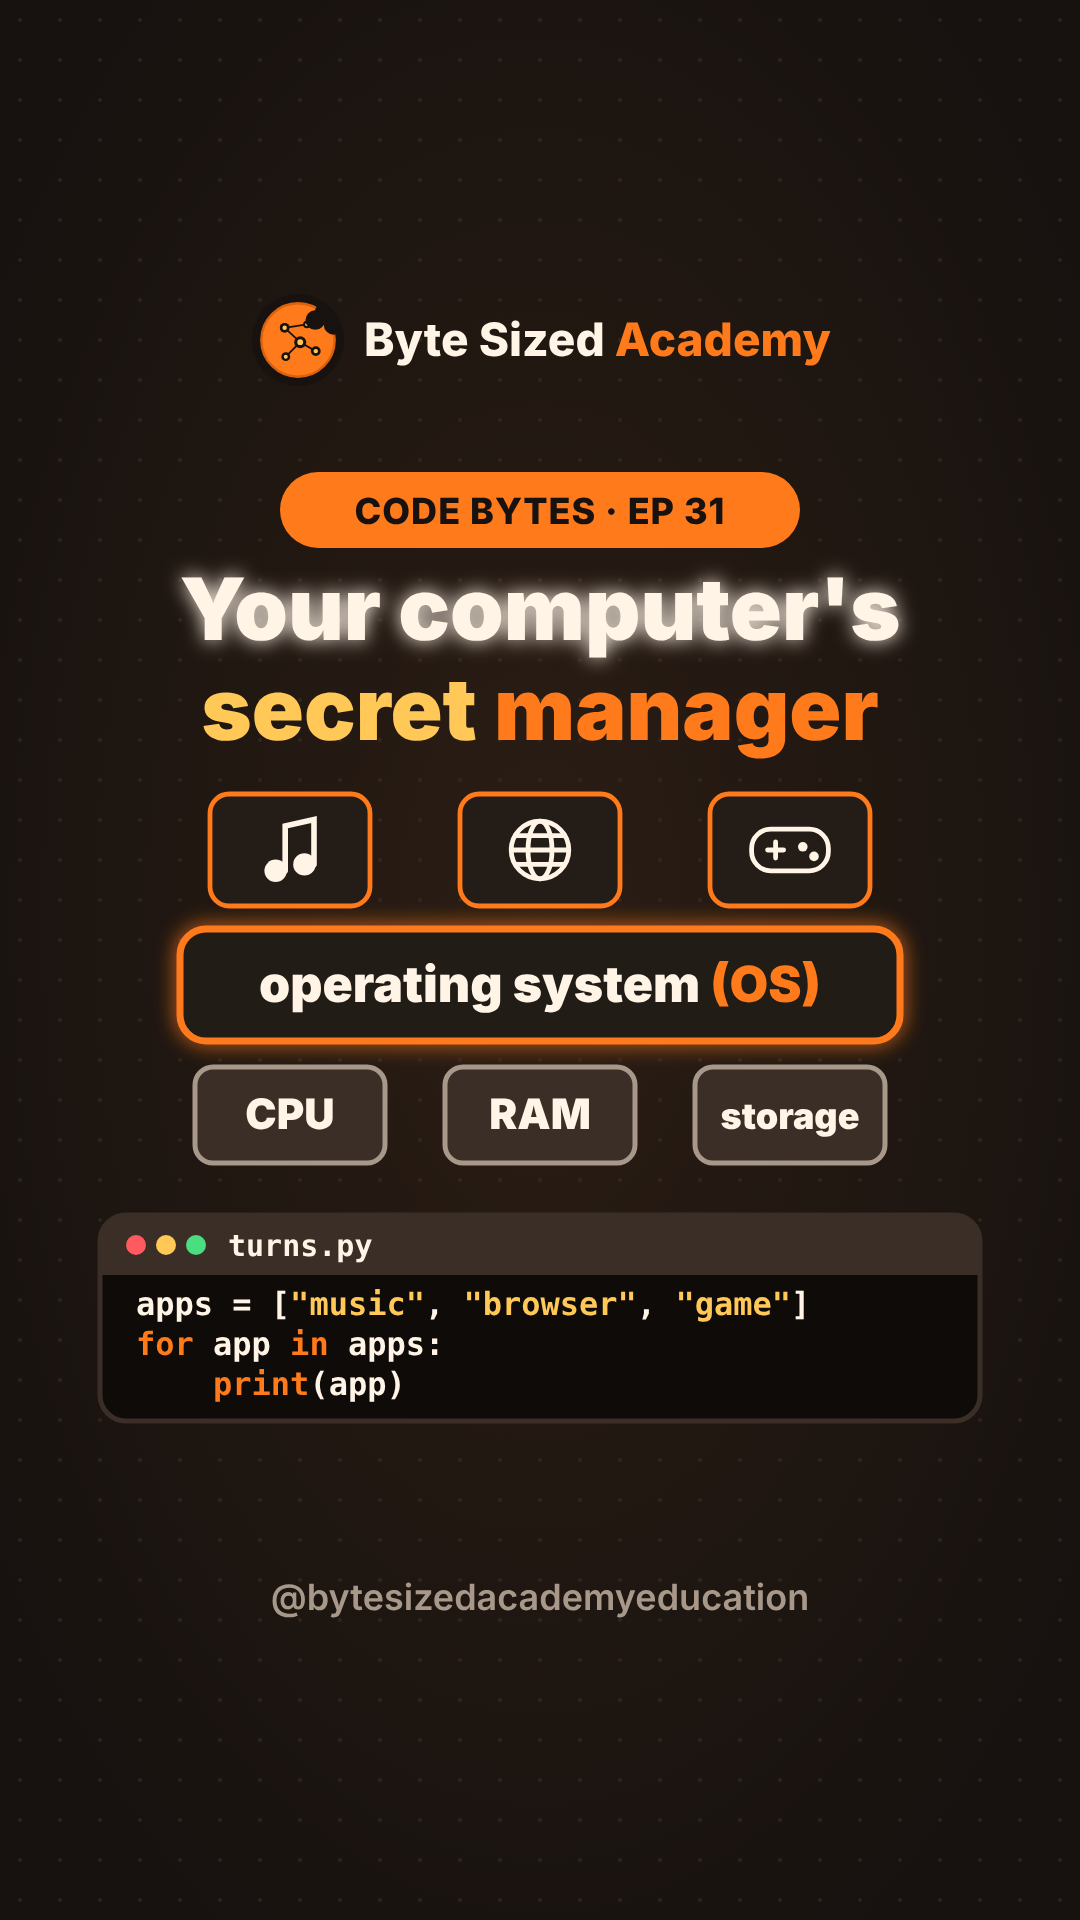 Byte Sized Academy
CODE BYTES · EP 31
Your computer's
secret manager
operating system (OS)
CPU
RAM
storage
turns.py
apps = ["music", "browser", "game"]
for app in apps:
    print(app)
@bytesizedacademyeducation